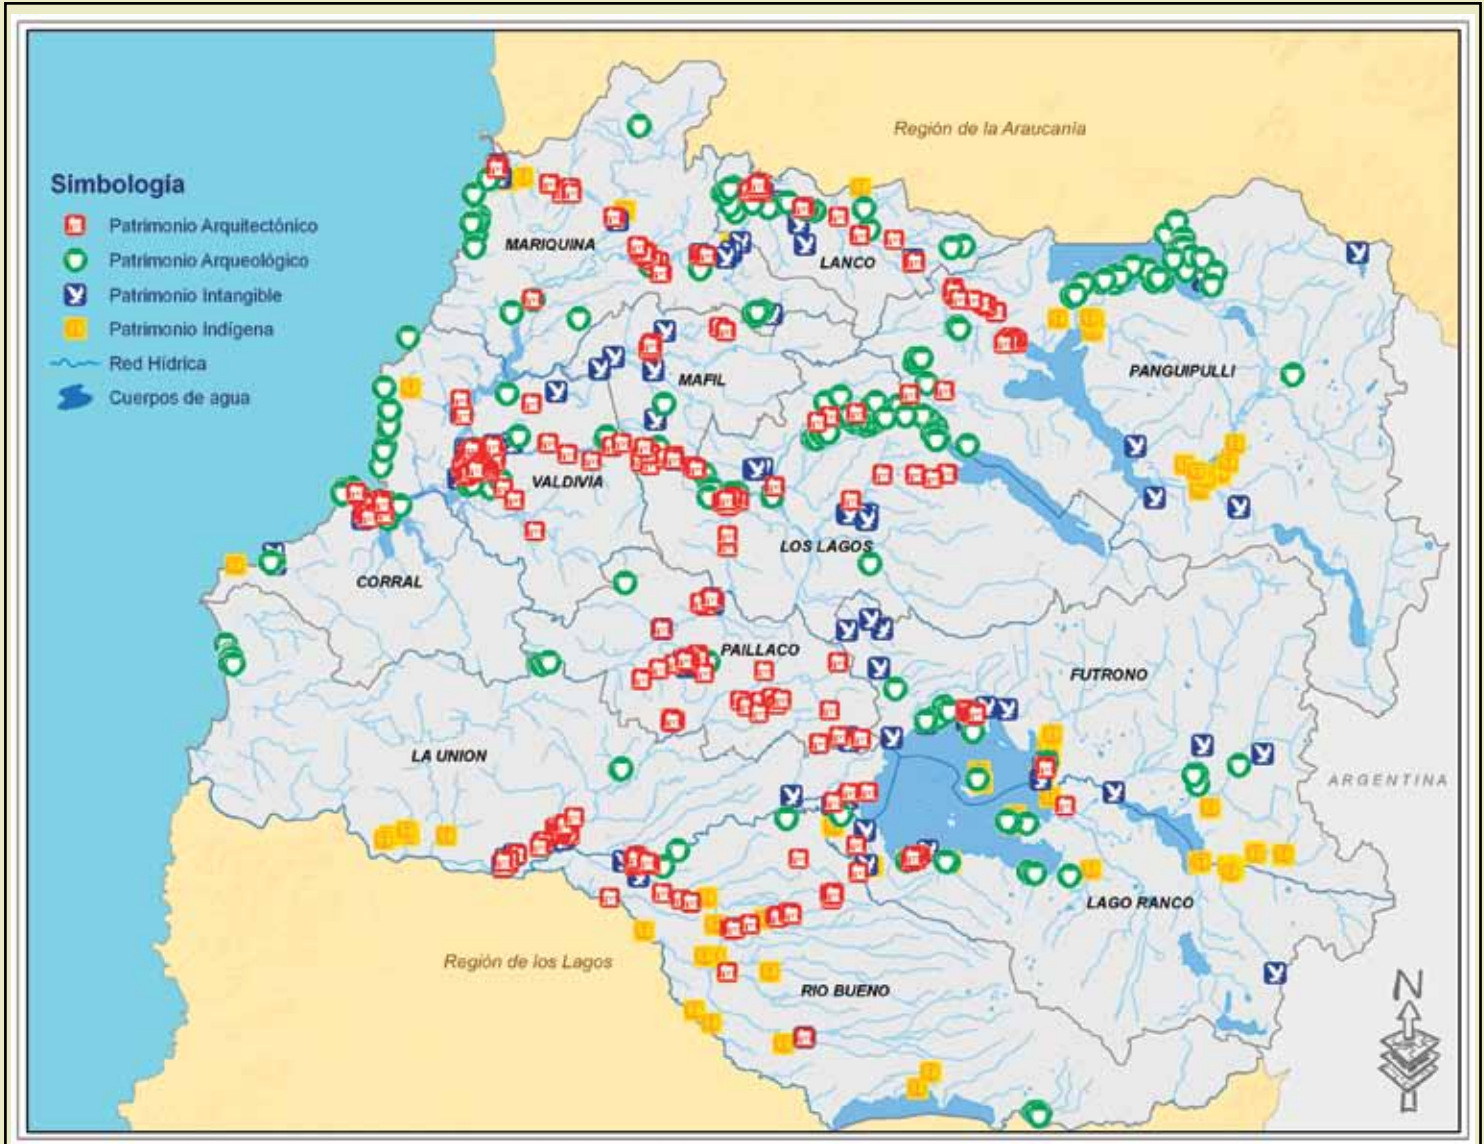 Región de la Araucanía
Simbología
Patrimonio Arquitectónico
Patrimonio Arqueológico
Patrimonio Intangible
Patrimonio Indígena
Red Hídrica
Cuerpos de agua
MARIQUINA
LANCO
PANGUIPULLI
MAFIL
VALDIVIA
LOS LAGOS
CORRAL
PAILLACO
FUTRONO
LA UNION
ARGENTINA
LAGO RANCO
Región de los Lagos
RIO BUENO
N